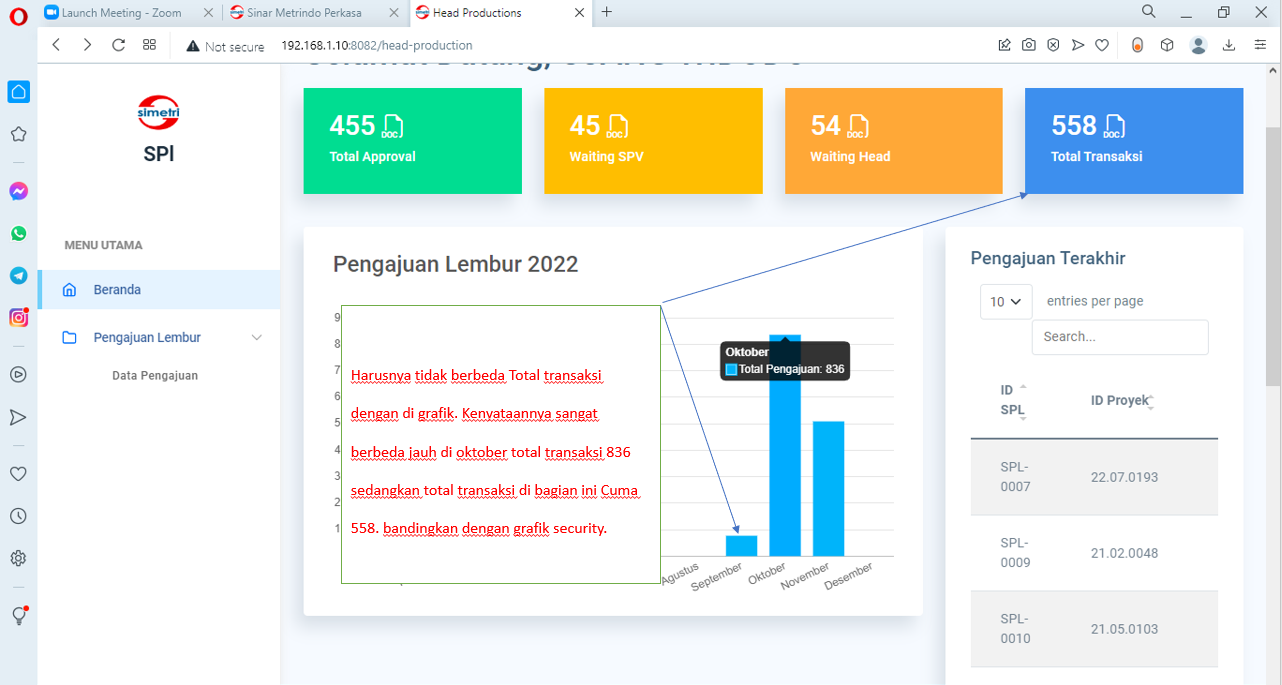 Launch Meeting - Zoom
Sinar Metrindo Perkasa
Head Productions
Not secure
192.168.1.10:8082/head-production
simetri
SPl
MENU UTAMA
Beranda
Pengajuan Lembur
Data Pengajuan
455 DOC
Total Approval
45 DOC
Waiting SPV
54 DOC
Waiting Head
558 DOC
Total Transaksi
Pengajuan Lembur 2022
9
8
7
6
5
4
3
2
1
Harusnya tidak berbeda Total transaksi
dengan di grafik. Kenyataannya sangat
berbeda jauh di oktober total transaksi 836
sedangkan total transaksi di bagian ini Cuma
558. bandingkan dengan grafik security.
Oktober
Total Pengajuan: 836
Agustus
September
Oktober
November
Desember
Pengajuan Terakhir
10 entries per page
Search...
ID SPL
ID Proyek
SPL-0007
22.07.0193
SPL-0009
21.02.0048
SPL-0010
21.05.0103